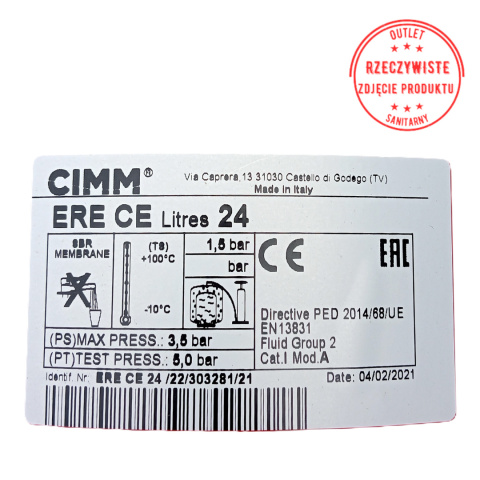 OUTLET
RZECZYWISTE
ZDJĘCIE PRODUKTU
SANITARNY
CIMM®
Via Caprera,13 31030 Castello di Godego (TV)
Made in Italy
ERE CE Litres 24
SBR
MEMBRANE
(TS)
+100°C
-10°C
1,5 bar
bar
CE
EAC
Directive PED 2014/68/UE
EN13831
Fluid Group 2
Cat.I Mod.A
(PS)MAX PRESS.: 3,5 bar
(PT)TEST PRESS.: 5,0 bar
Identif. Nr: ERE CE 24 /22/303281/21
Date: 04/02/2021